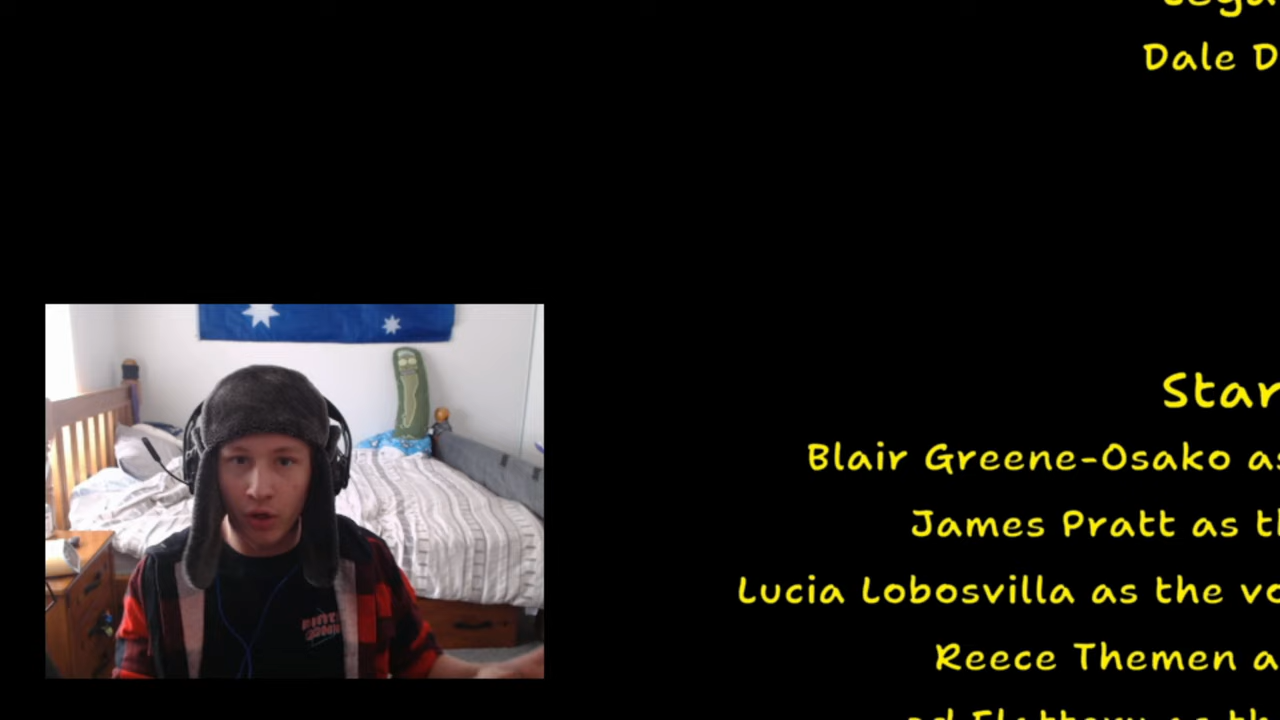 Dale D
Star
Blair Greene-Osako as
James Pratt as th
Lucia Lobosvilla as the vo
Reece Themen a